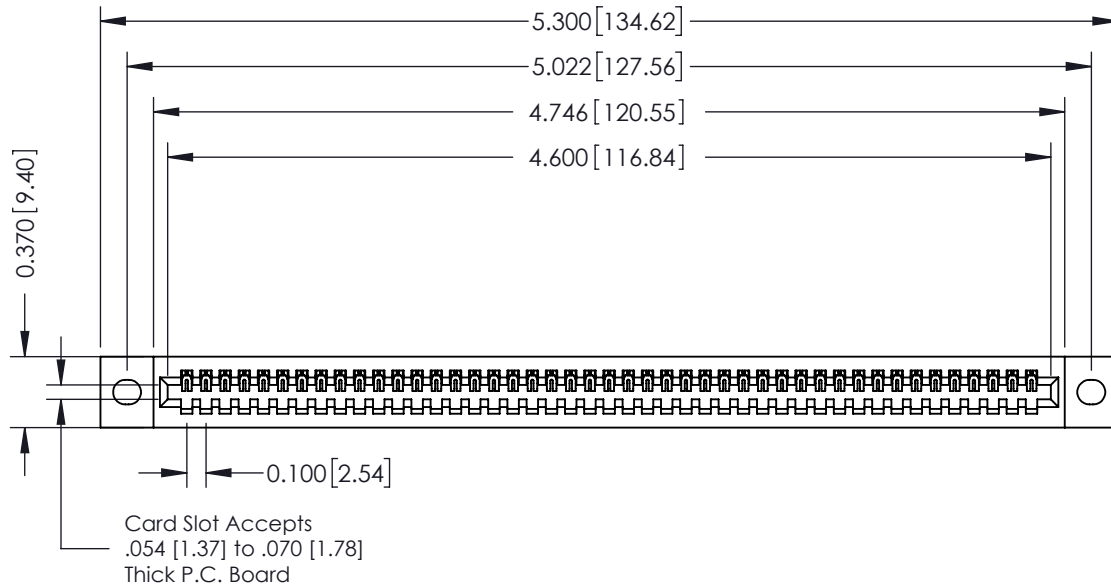 5.300[134.62]
5.022[127.56]
4.746[120.55]
4.600[116.84]
0.370[9.40]
0.100[2.54]
Card Slot Accepts
.054 [1.37] to .070 [1.78]
Thick P.C. Board